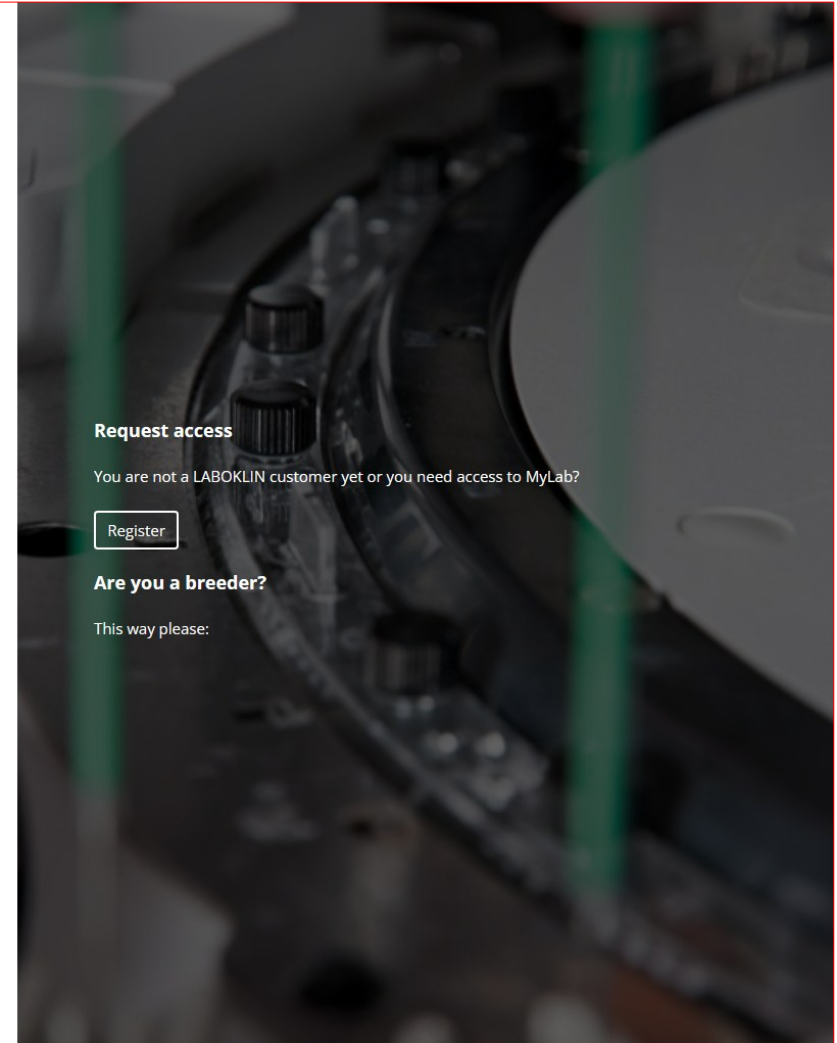 Request access
You are not a LABOKLIN customer yet or you need access to MyLab?
Register
Are you a breeder?
This way please: